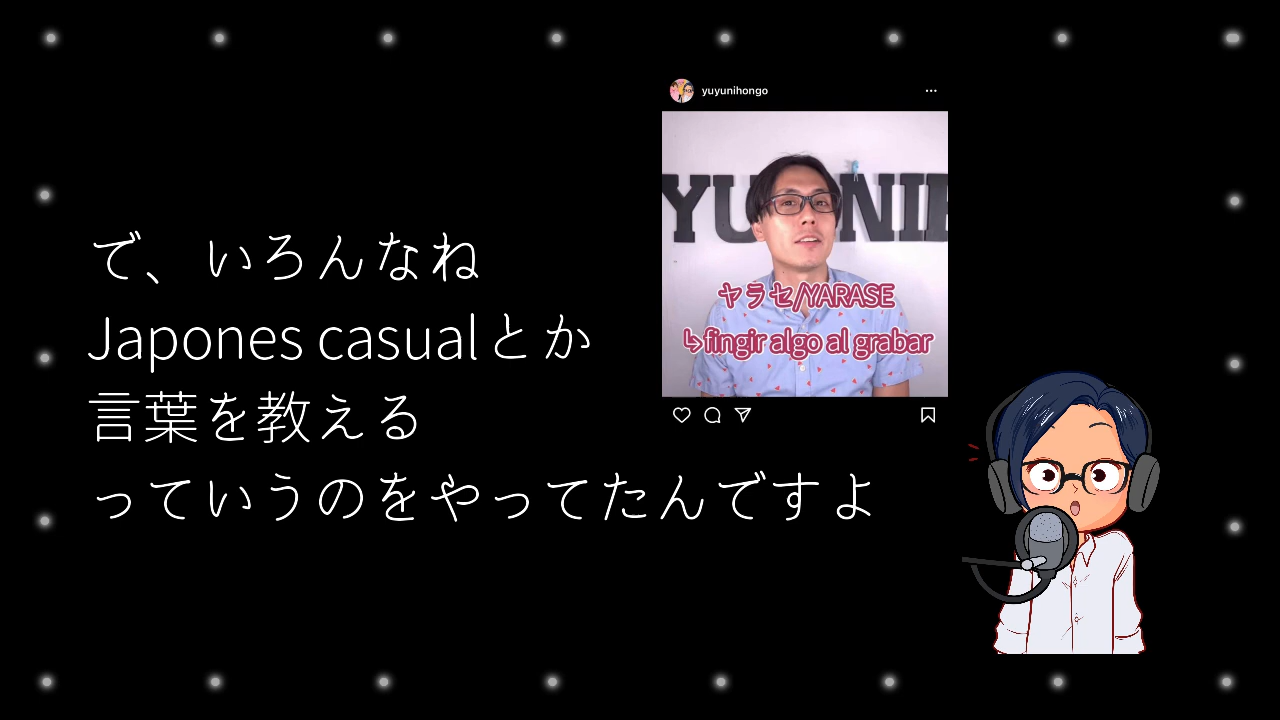 で、いろんなね
Japones casualとか
言葉を教える
っていうのをやってたんですよ
yuyunihongo
YU NIH
ヤラセ/YARASE
↳fingir algo al grabar